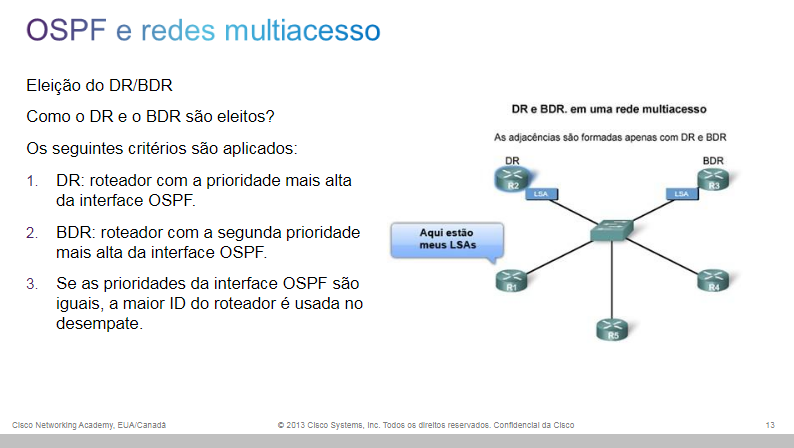 OSPF e redes multiacesso
Eleição do DR/BDR
Como o DR e o BDR são eleitos?
Os seguintes critérios são aplicados:
1. DR: roteador com a prioridade mais alta
da interface OSPF.
2. BDR: roteador com a segunda prioridade
mais alta da interface OSPF.
3. Se as prioridades da interface OSPF são
iguais, a maior ID do roteador é usada no
desempate.
DR e BDR. em uma rede multiacesso
As adjacências são formadas apenas com DR e BDR
DR
BDR
R2
R3
LSA
LSA
Aqui estão
meus LSAs
R1
R4
R5
Cisco Networking Academy, EUA/Canadá
© 2013 Cisco Systems, Inc. Todos os direitos reservados. Confidencial da Cisco
13